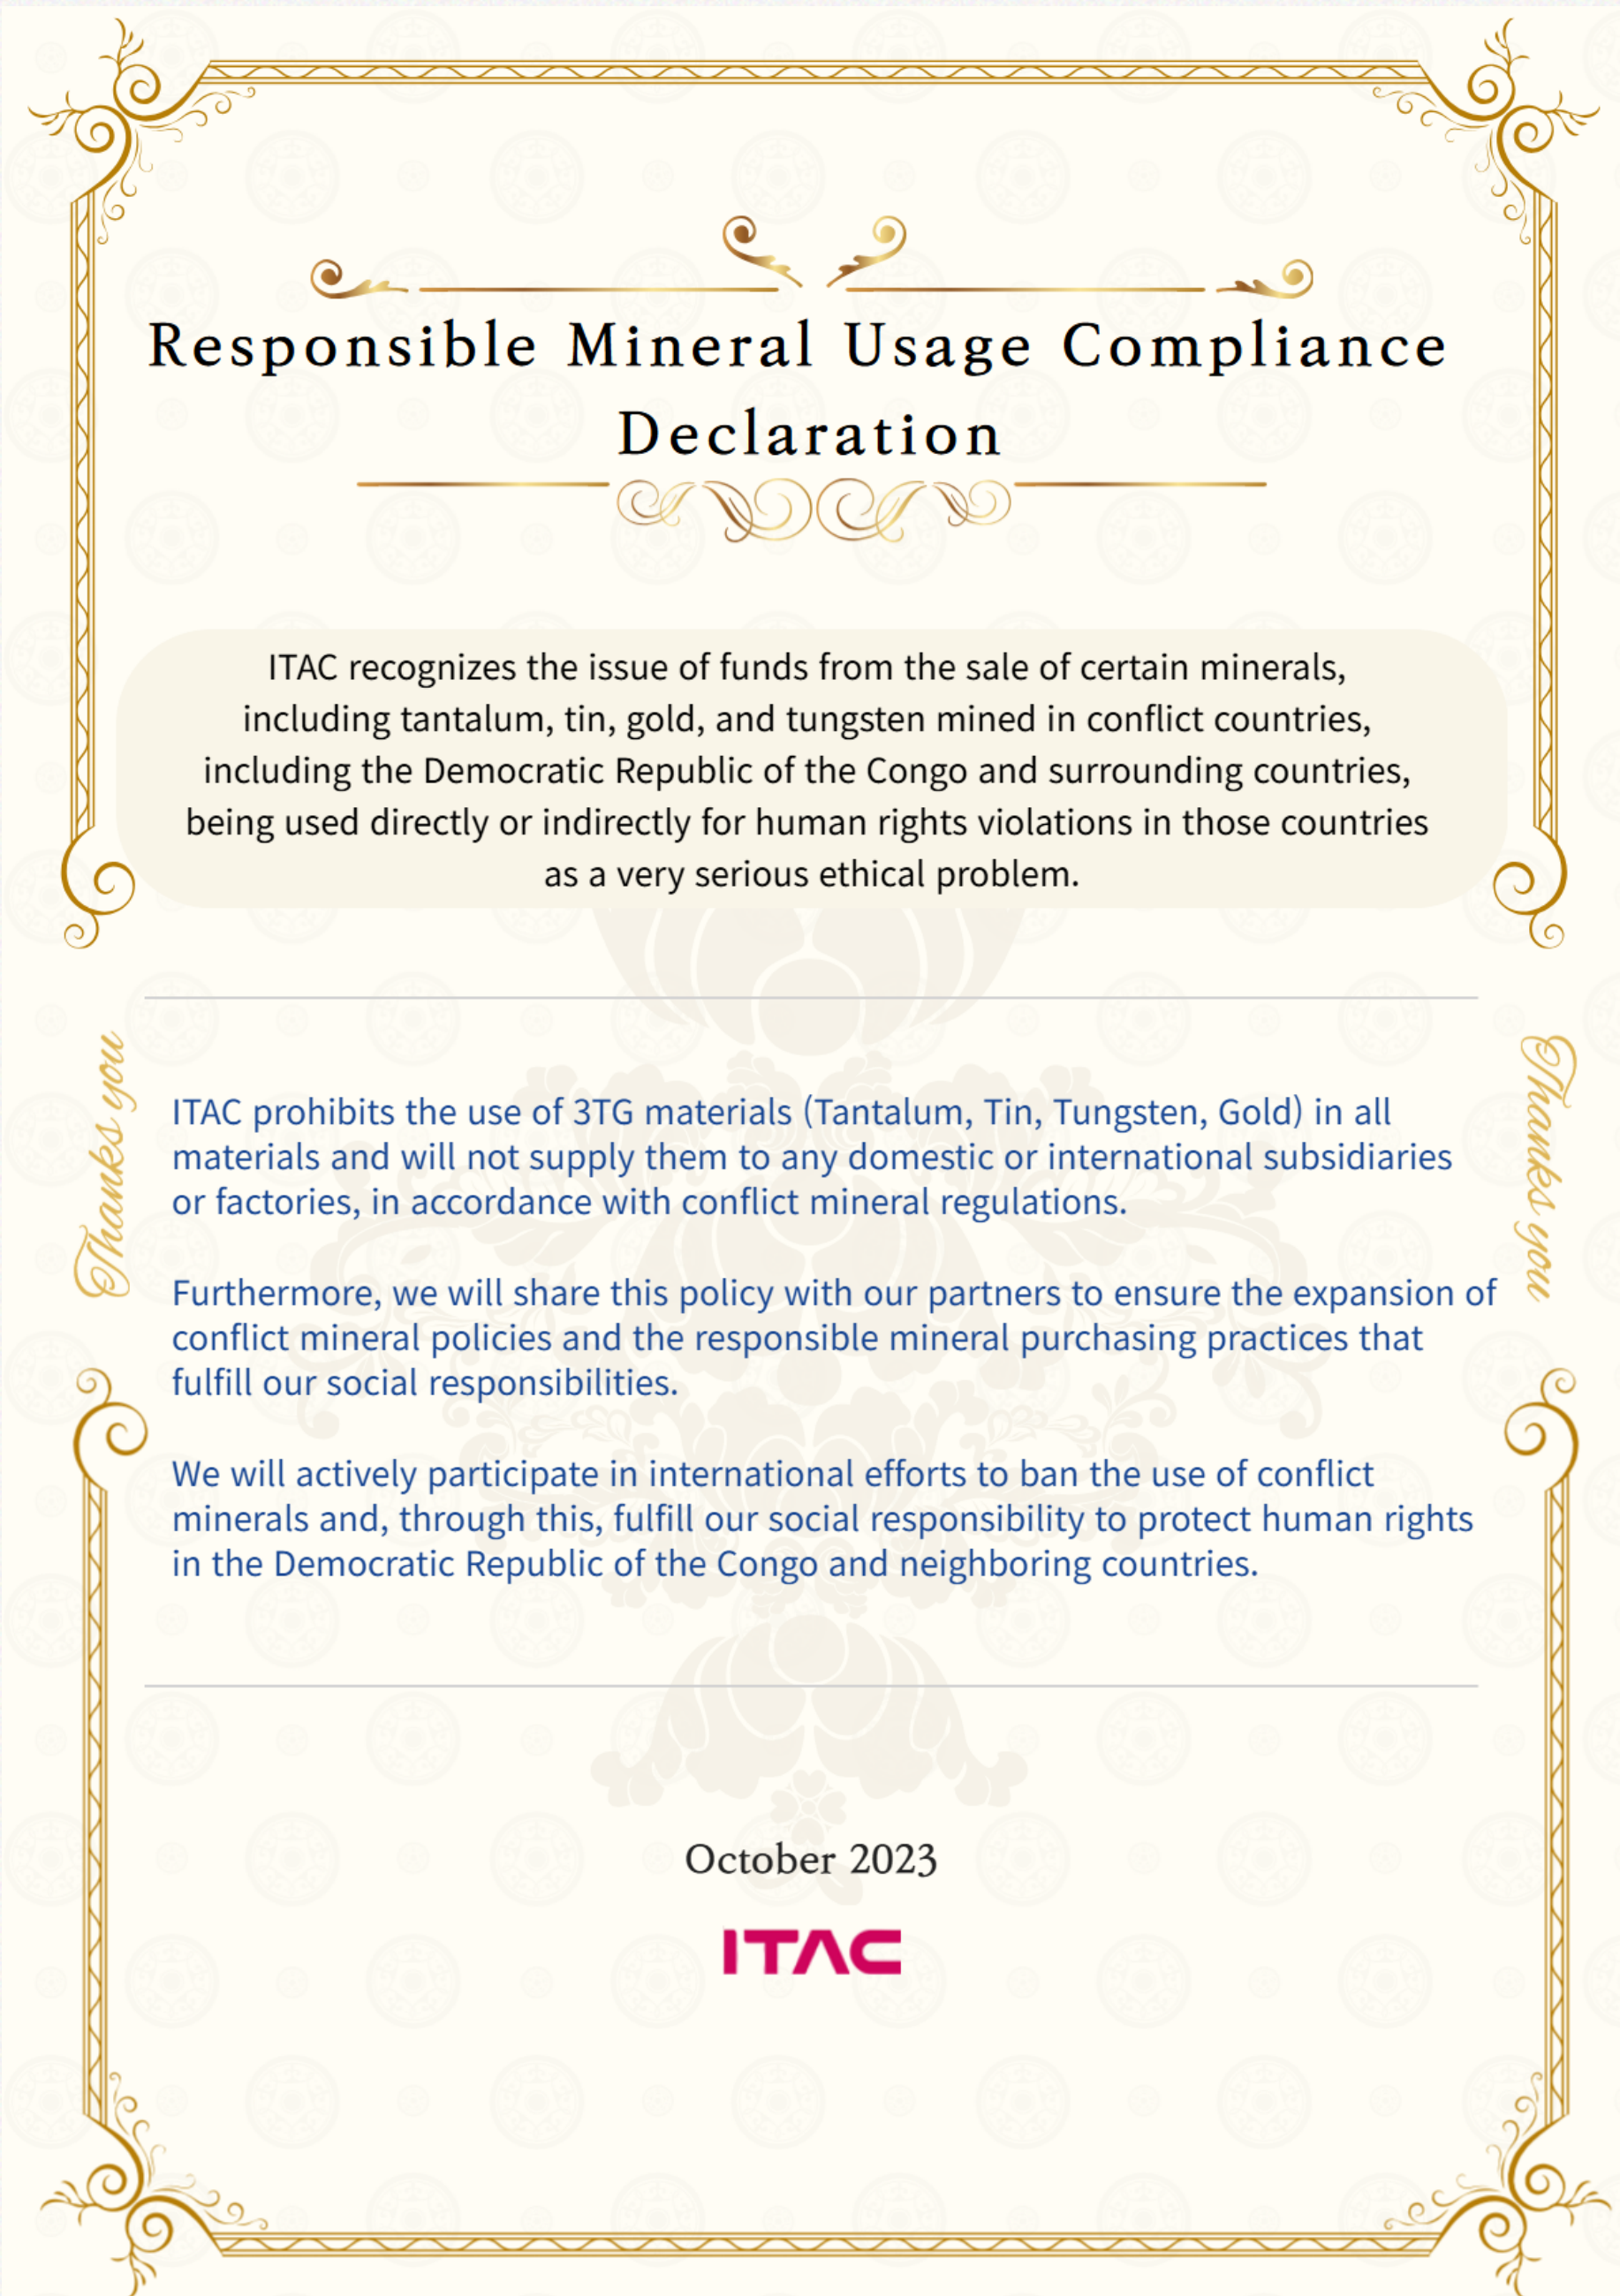 Responsible Mineral Usage Compliance
Declaration
ITAC recognizes the issue of funds from the sale of certain minerals,
including tantalum, tin, gold, and tungsten mined in conflict countries,
including the Democratic Republic of the Congo and surrounding countries,
being used directly or indirectly for human rights violations in those countries
as a very serious ethical problem.
Thanks you
Thanks you
ITAC prohibits the use of 3TG materials (Tantalum, Tin, Tungsten, Gold) in all
materials and will not supply them to any domestic or international subsidiaries
or factories, in accordance with conflict mineral regulations.
Furthermore, we will share this policy with our partners to ensure the expansion of
conflict mineral policies and the responsible mineral purchasing practices that
fulfill our social responsibilities.
We will actively participate in international efforts to ban the use of conflict
minerals and, through this, fulfill our social responsibility to protect human rights
in the Democratic Republic of the Congo and neighboring countries.
October 2023
ITAC